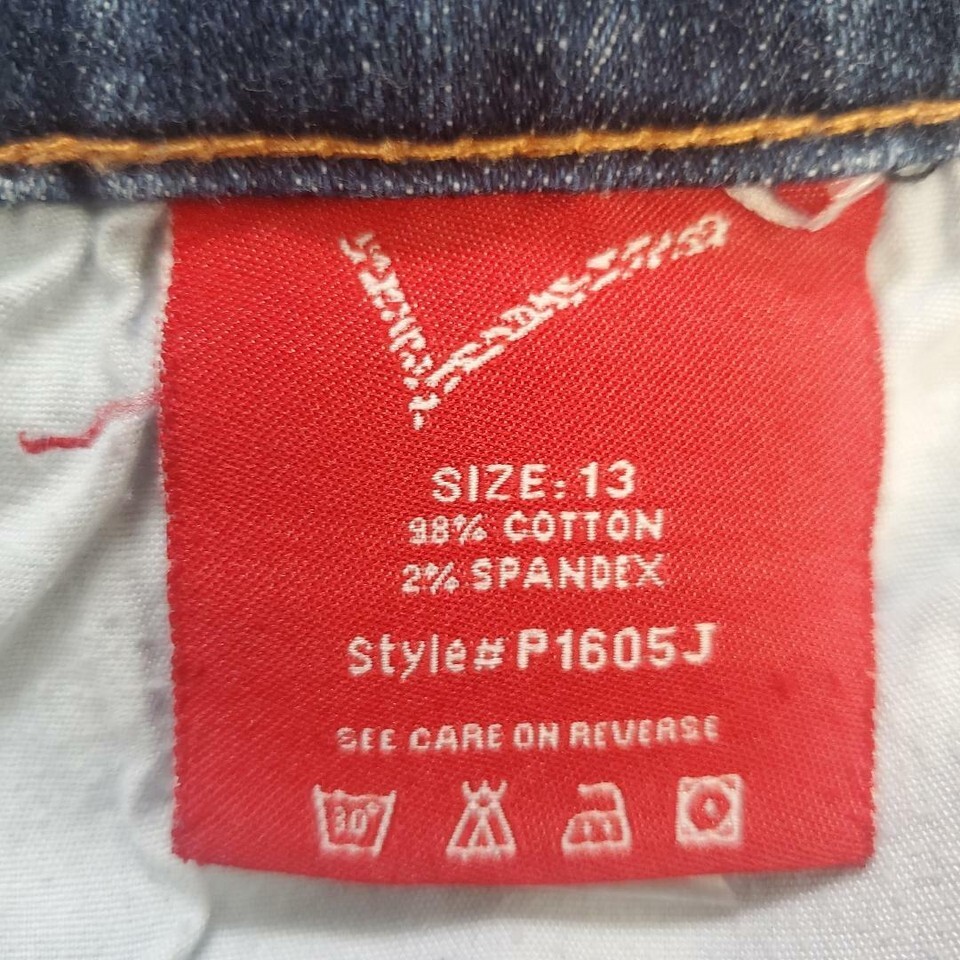 SIZE: 13
98% COTTON
2% SPANDEX
Style# P1605J
SEE CARE ON REVERSE
30°